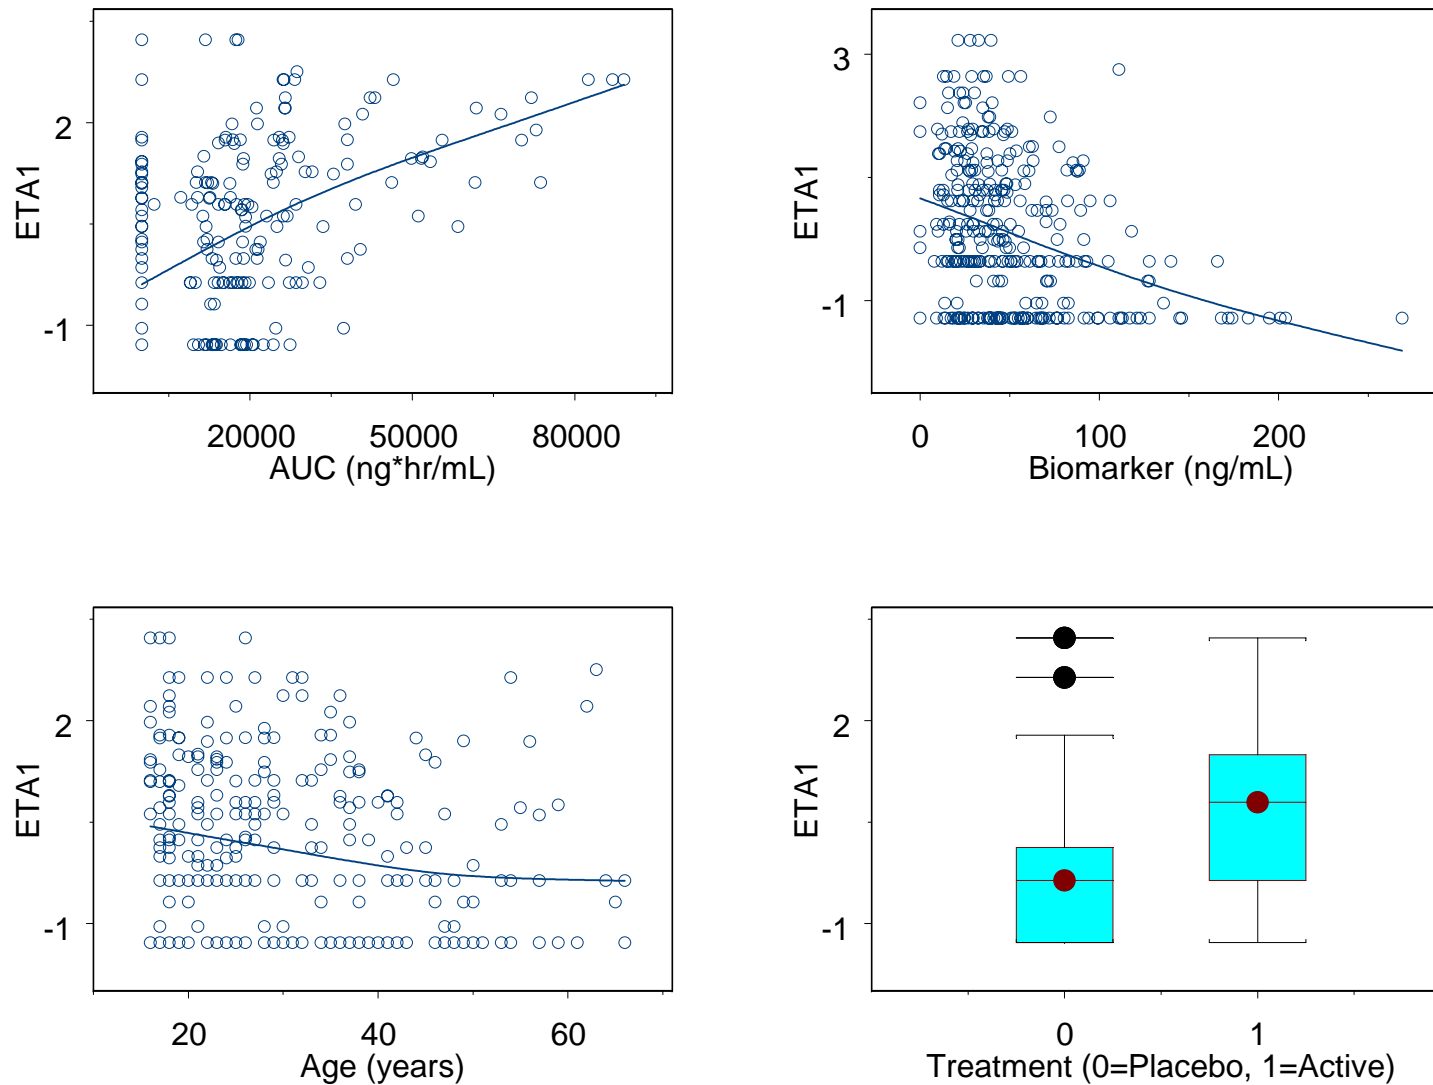 ETA1
2
-1
20000 50000 80000
AUC (ng*hr/mL)
ETA1
3
-1
0 100 200
Biomarker (ng/mL)
ETA1
2
-1
20 40 60
Age (years)
ETA1
2
-1
0 1
Treatment (0=Placebo, 1=Active)